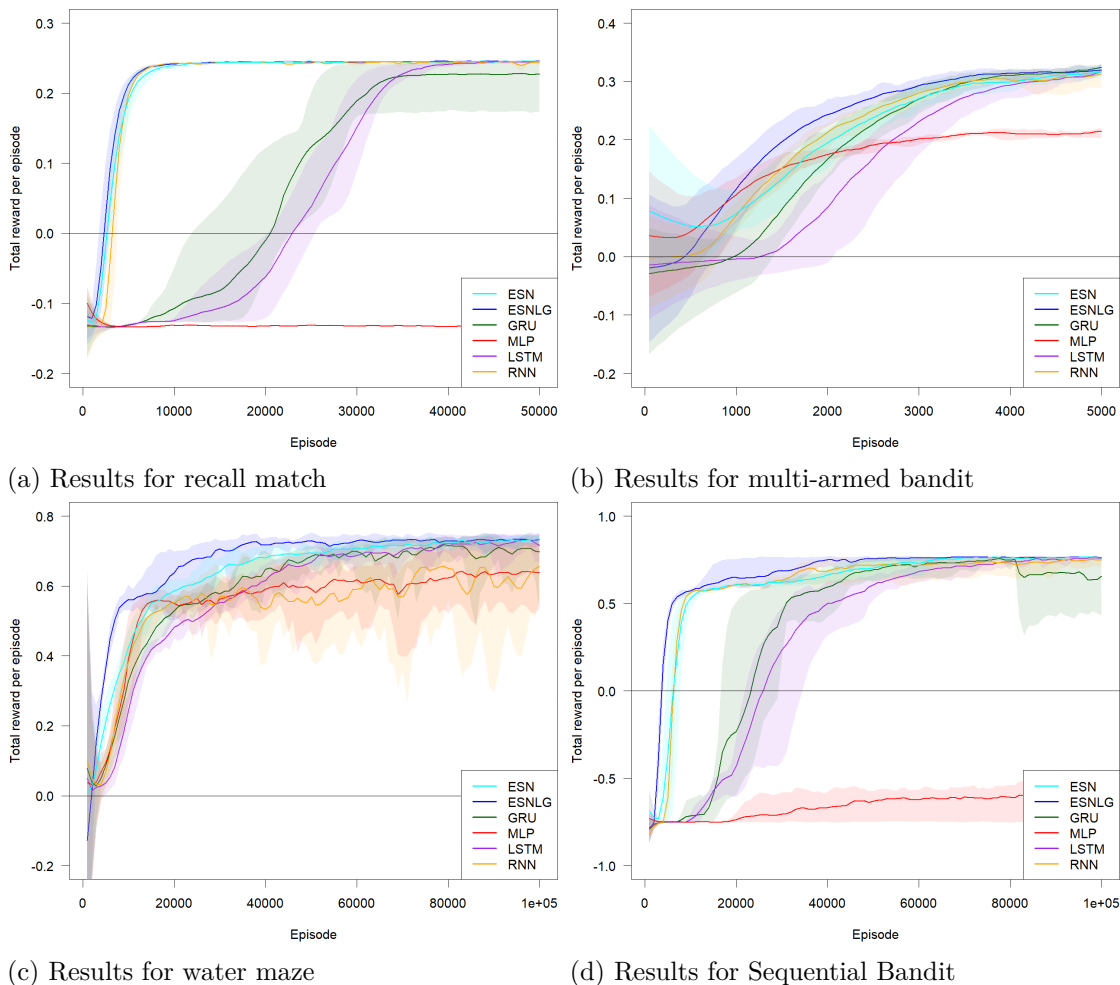 Total reward per episode
0.3
0.2
0.1
0.0
-0.1
-0.2
0
10000
20000
30000
40000
50000
Episode
ESN
ESNLG
GRU
MLP
LSTM
RNN
(a) Results for recall match
Total reward per episode
0.4
0.3
0.2
0.1
0.0
-0.1
-0.2
0
1000
2000
3000
4000
5000
Episode
ESN
ESNLG
GRU
MLP
LSTM
RNN
(b) Results for multi-armed bandit
Total reward per episode
0.8
0.6
0.4
0.2
0.0
-0.2
0
20000
40000
60000
80000
1e+05
Episode
ESN
ESNLG
GRU
MLP
LSTM
RNN
(c) Results for water maze
Total reward per episode
1.0
0.5
0.0
-0.5
-1.0
0
20000
40000
60000
80000
1e+05
Episode
ESN
ESNLG
GRU
MLP
LSTM
RNN
(d) Results for Sequential Bandit